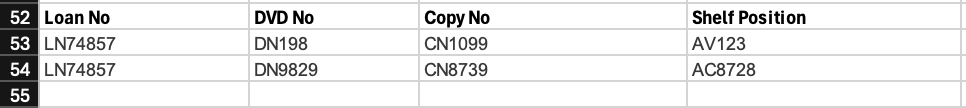 52 Loan No DVD No Copy No Shelf Position
53 LN74857 DN198 CN1099 AV123
54 LN74857 DN9829 CN8739 AC8728
55